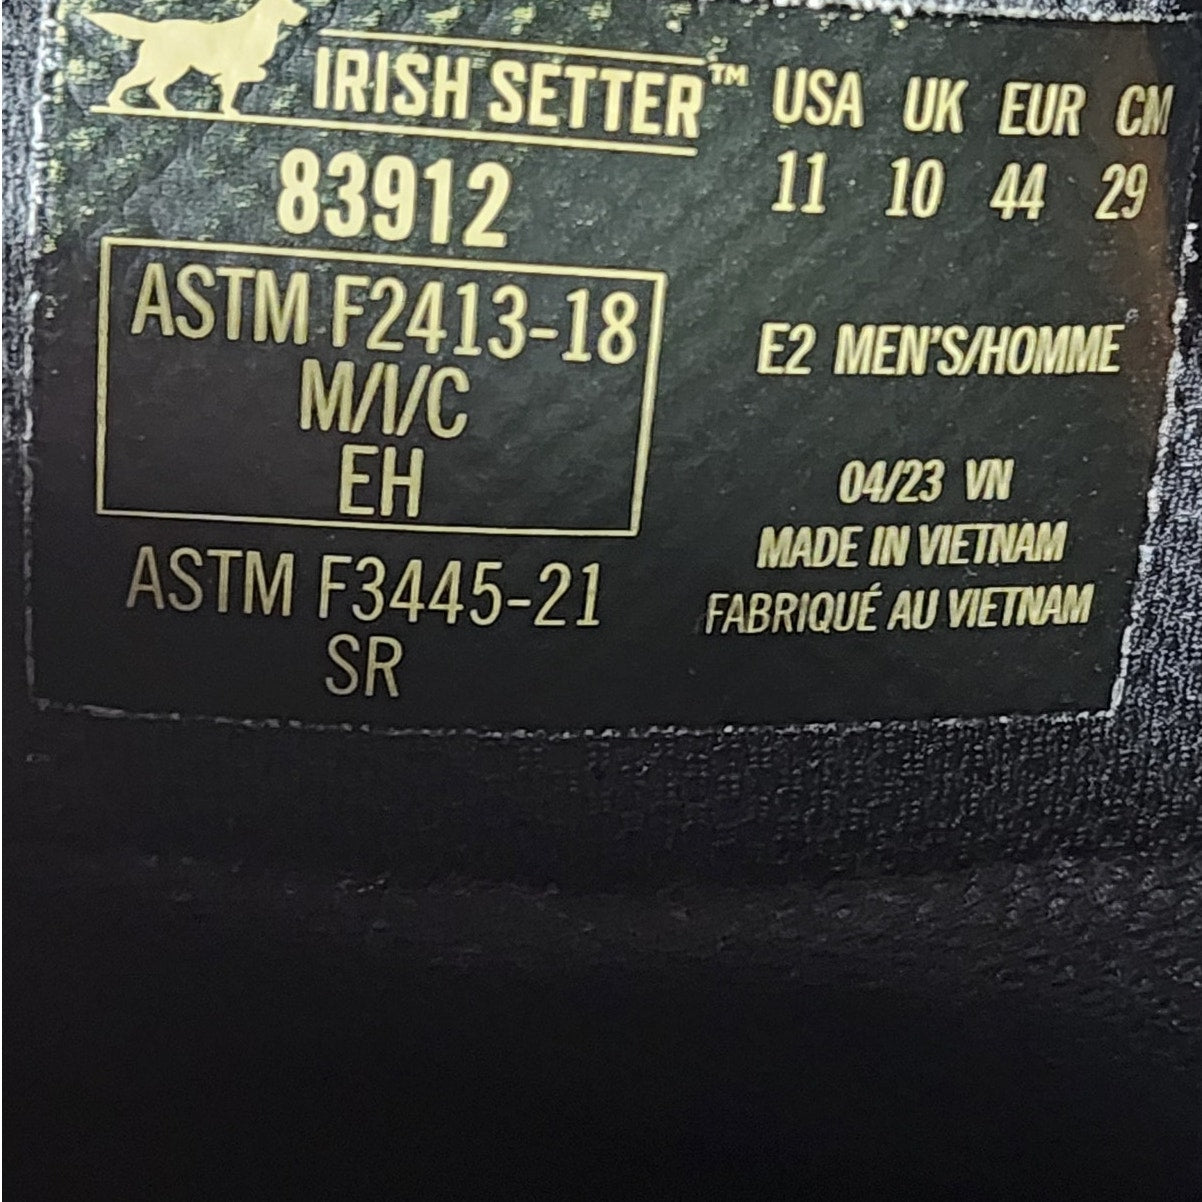 IRISH SETTER™
83912
ASTM F2413-18
M/I/C
EH
ASTM F3445-21
SR
USA UK EUR CM
11 10 44 29
E2 MEN'S/HOMME
04/23 VN
MADE IN VIETNAM
FABRIQUÉ AU VIETNAM